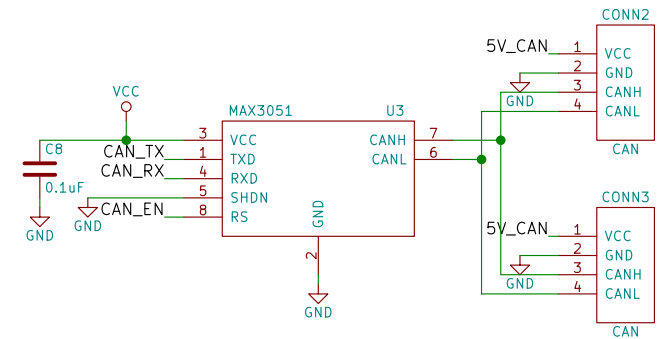 CONN2
5V_CAN 1 VCC
2 GND
GND 3 CANH
4 CANL
CAN
VCC
MAX3051 U3
C8 3 VCC CANH 7
CAN_TX 1 TXD CANL 6
CAN_RX 4 RXD
0.1uF 5 SHDN
CAN_EN 8 RS
GND GND
GND
2
GND
CONN3
5V_CAN 1 VCC
2 GND
GND 3 CANH
4 CANL
CAN